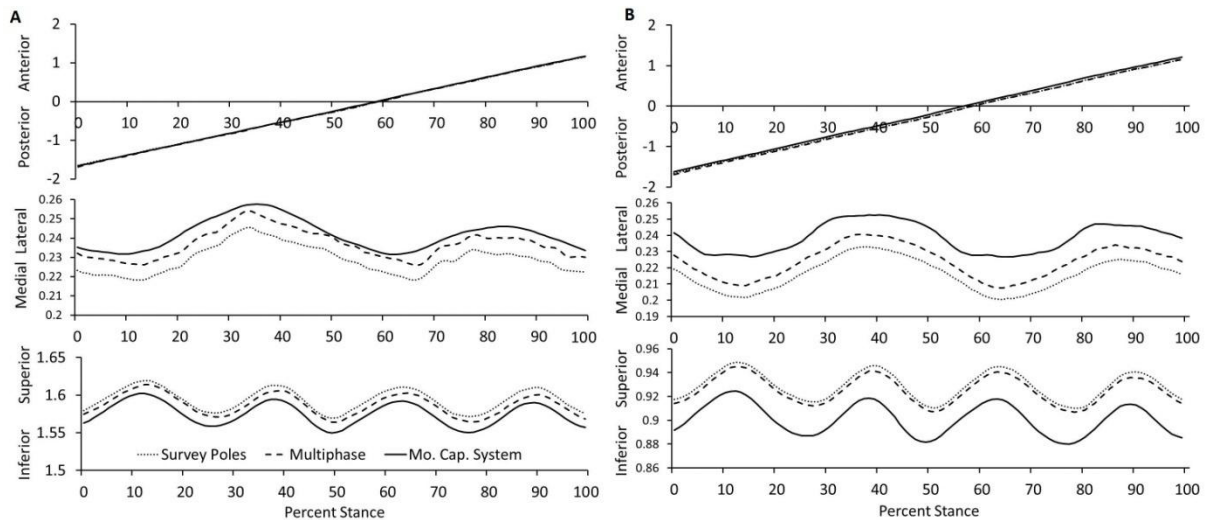 A
Anterior
Posterior
2
1
0
-1
-2
0 10 20 30 40 50 60 70 80 90 100
Lateral
Medial
0.26
0.25
0.24
0.23
0.22
0.21
0.2
0 10 20 30 40 50 60 70 80 90 100
Superior
Inferior
1.65
1.6
1.55
1.5
Survey Poles Multiphase Mo. Cap. System
0 10 20 30 40 50 60 70 80 90 100
Percent Stance
B
Anterior
Posterior
2
1
0
-1
-2
0 10 20 30 40 50 60 70 80 90 100
Lateral
Medial
0.26
0.25
0.24
0.23
0.22
0.21
0.2
0.19
0 10 20 30 40 50 60 70 80 90 100
Superior
Inferior
0.96
0.94
0.92
0.9
0.88
0.86
0 10 20 30 40 50 60 70 80 90 100
Percent Stance